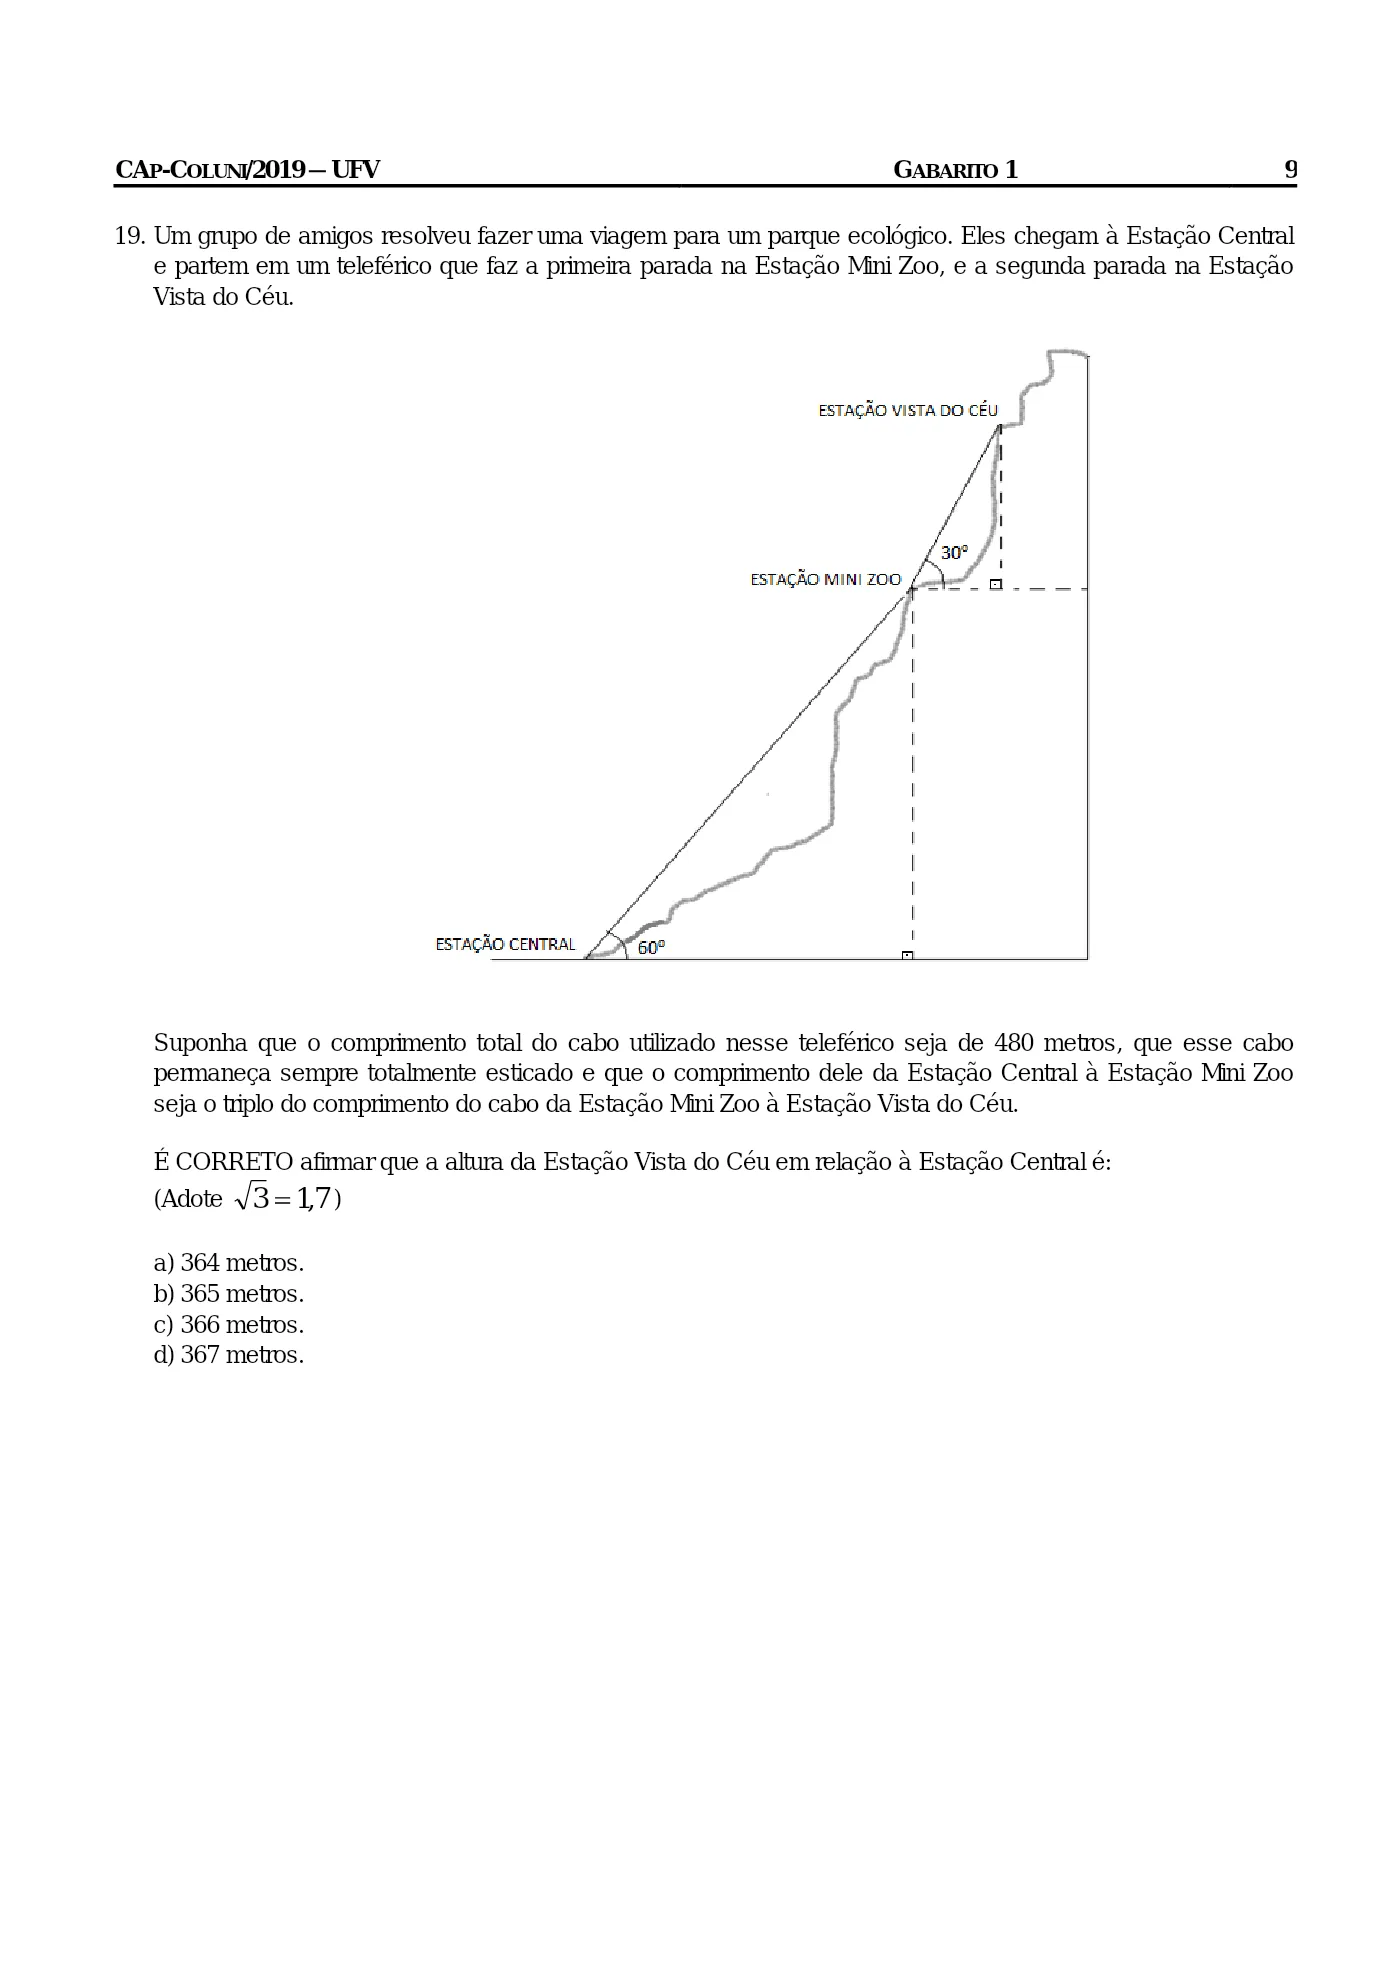 CAP-COLUNI/2019 – UFV GABARITO 1 9
19. Um grupo de amigos resolveu fazer uma viagem para um parque ecológico. Eles chegam à Estação Central
e partem em um teleférico que faz a primeira parada na Estação Mini Zoo, e a segunda parada na Estação
Vista do Céu.
ESTAÇÃO VISTA DO CÉU
30º
ESTAÇÃO MINI ZOO
ESTAÇÃO CENTRAL
60º
Suponha que o comprimento total do cabo utilizado nesse teleférico seja de 480 metros, que esse cabo
permaneça sempre totalmente esticado e que o comprimento dele da Estação Central à Estação Mini Zoo
seja o triplo do comprimento do cabo da Estação Mini Zoo à Estação Vista do Céu.
É CORRETO afirmar que a altura da Estação Vista do Céu em relação à Estação Central é:
(Adote √3 = 1,7)
a) 364 metros.
b) 365 metros.
c) 366 metros.
d) 367 metros.